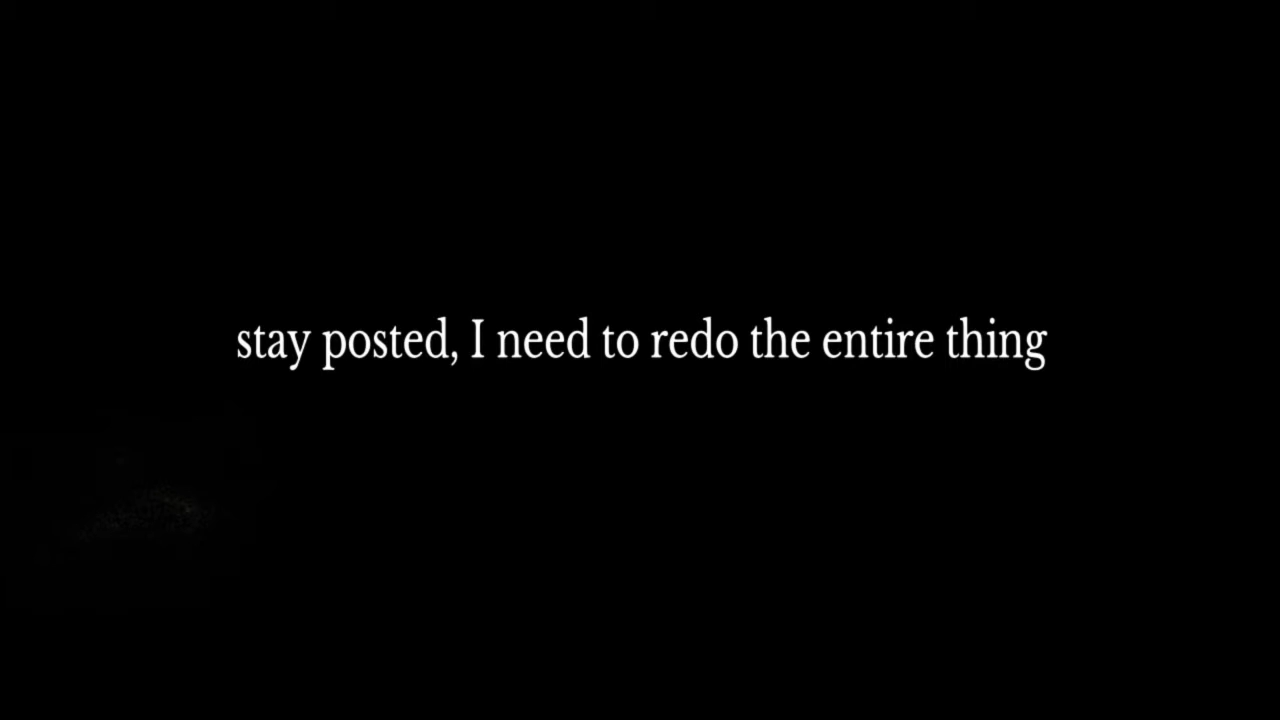 stay posted, I need to redo the entire thing